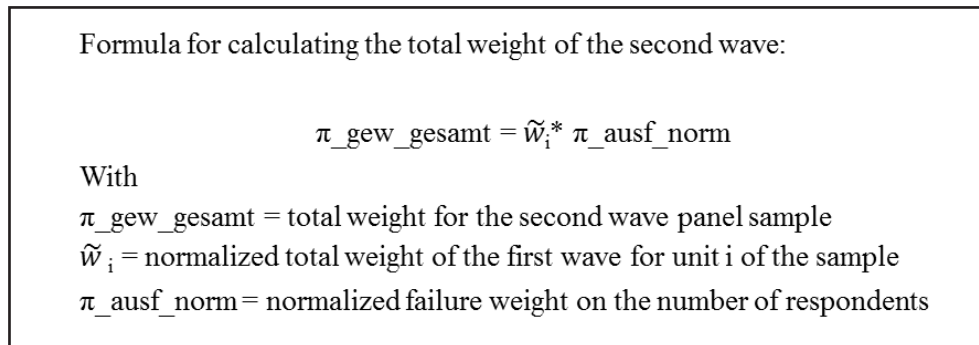 Formula for calculating the total weight of the second wave:
π_gew_gesamt = w̃ᵢ* π_ausf_norm
With
π_gew_gesamt = total weight for the second wave panel sample
w̃ ᵢ = normalized total weight of the first wave for unit i of the sample
π_ausf_norm = normalized failure weight on the number of respondents